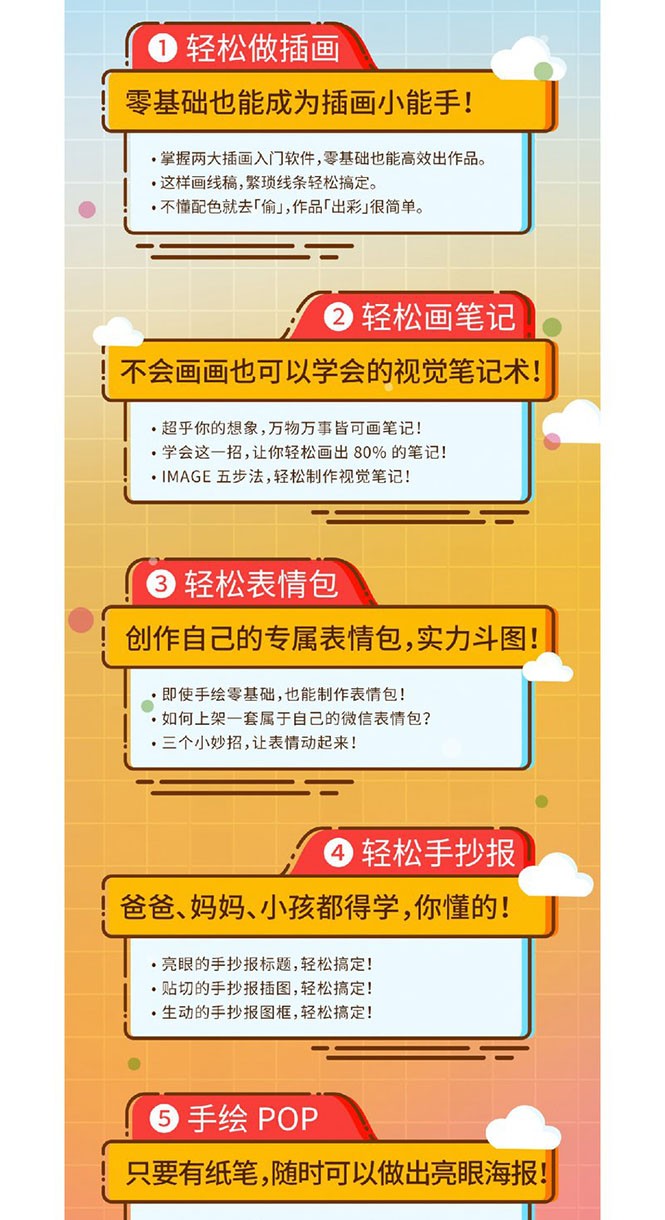 1 轻松做插画
零基础也能成为插画小能手！
• 掌握两大插画入门软件，零基础也能高效出作品。
• 这样画线稿，繁琐线条轻松搞定。
• 不懂配色就去「偷」，作品「出彩」很简单。
2 轻松画笔记
不会画画也可以学会的视觉笔记术！
• 超乎你的想象，万物万事皆可画笔记！
• 学会这一招，让你轻松画出 80% 的笔记！
• IMAGE 五步法，轻松制作视觉笔记！
3 轻松表情包
创作自己的专属表情包，实力斗图！
• 即使手绘零基础，也能制作表情包！
• 如何上架一套属于自己的微信表情包？
• 三个小妙招，让表情动起来！
4 轻松手抄报
爸爸、妈妈、小孩都得学，你懂的！
• 亮眼的手抄报标题，轻松搞定！
• 贴切的手抄报插图，轻松搞定！
• 生动的手抄报图框，轻松搞定！
5 手绘 POP
只要有纸笔，随时可以做出亮眼海报！